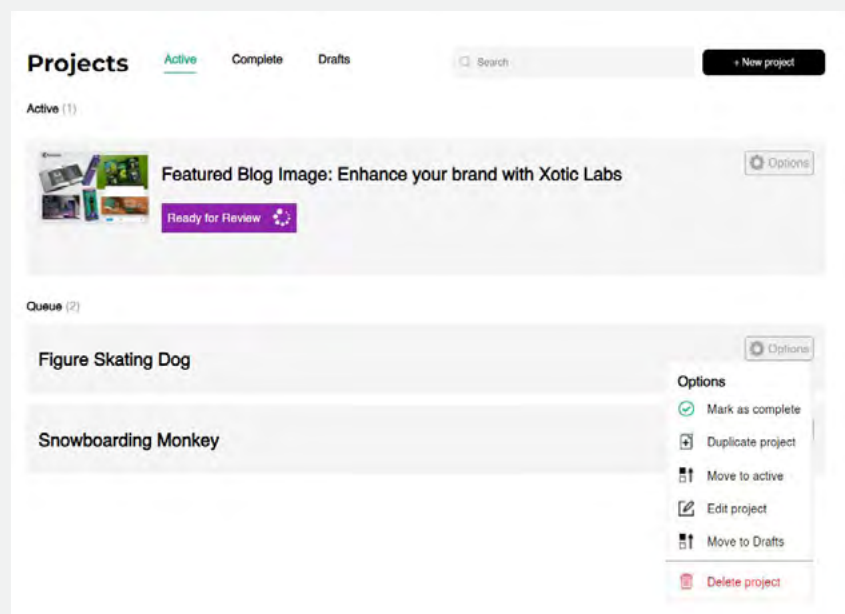 Projects
Active
Complete
Drafts
Search
+ New project
Active (1)
Featured Blog Image: Enhance your brand with Xotic Labs
Options
Ready for Review
Queue (2)
Figure Skating Dog
Options
Options
Mark as complete
Snowboarding Monkey
Duplicate project
Move to active
Edit project
Move to Drafts
Delete project